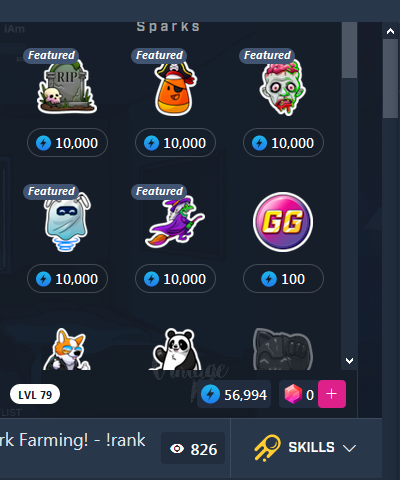 Sparks
Featured Featured Featured
RIP
10,000 10,000 10,000
Featured Featured
GG
10,000 10,000 100
LVL 79
56,994 0 +
rk Farming! - !rank
826
SKILLS